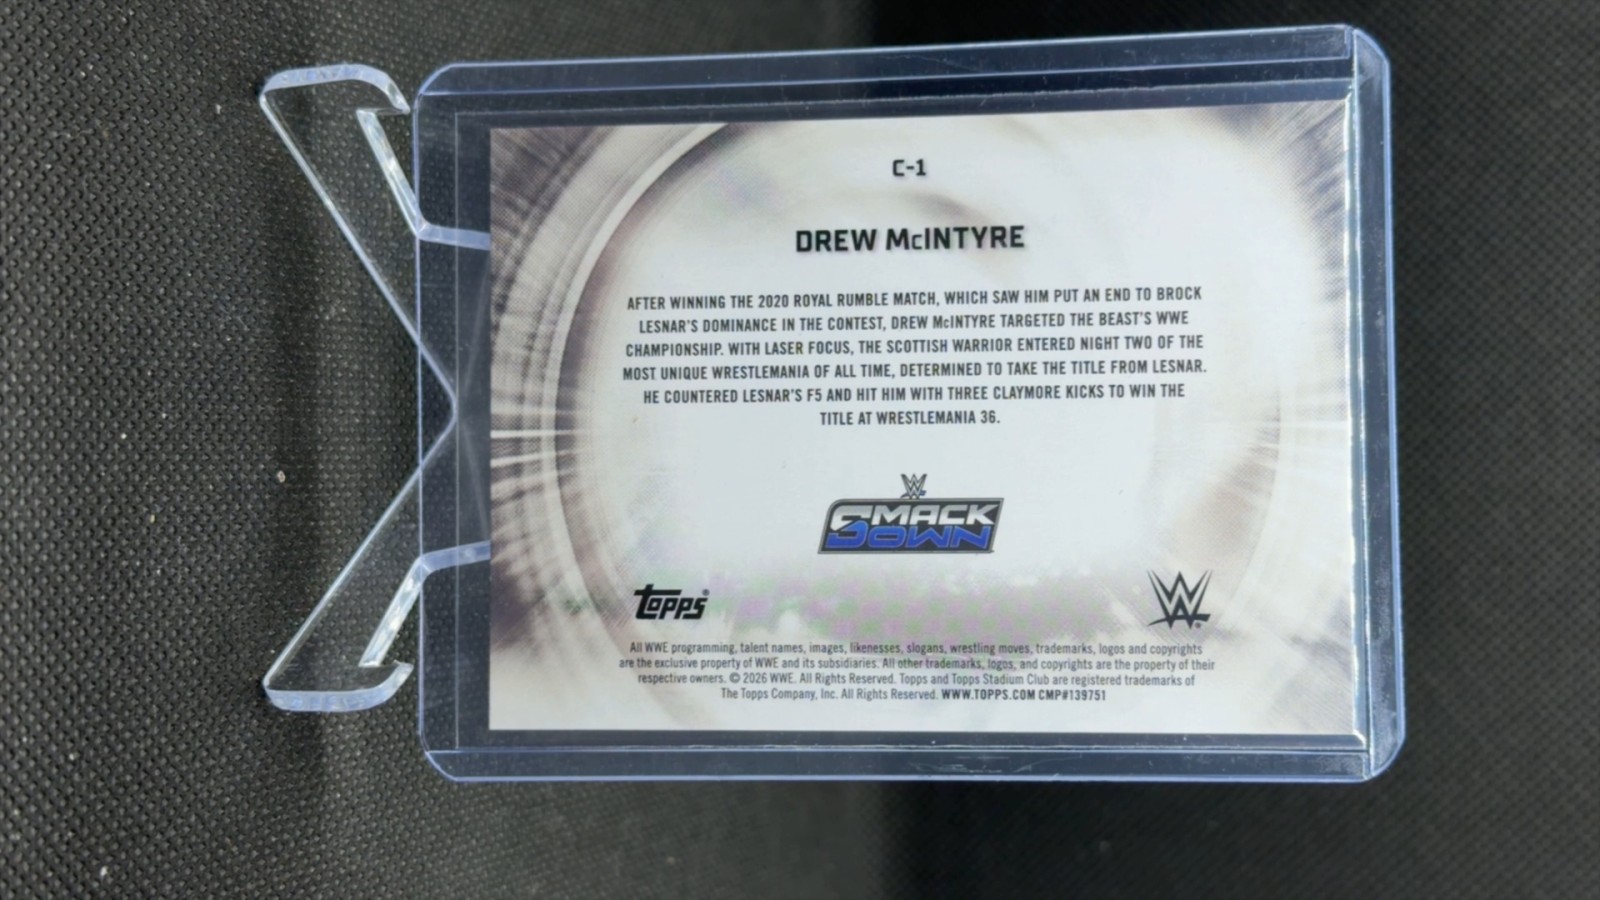 C-1
DREW McINTYRE
AFTER WINNING THE 2020 ROYAL RUMBLE MATCH, WHICH SAW HIM PUT AN END TO BROCK
LESNAR'S DOMINANCE IN THE CONTEST, DREW McINTYRE TARGETED THE BEAST'S WWE
CHAMPIONSHIP. WITH LASER FOCUS, THE SCOTTISH WARRIOR ENTERED NIGHT TWO OF THE
MOST UNIQUE WRESTLEMANIA OF ALL TIME, DETERMINED TO TAKE THE TITLE FROM LESNAR.
HE COUNTERED LESNAR'S F5 AND HIT HIM WITH THREE CLAYMORE KICKS TO WIN THE
TITLE AT WRESTLEMANIA 36.
W
SMACK
DOWN
Topps®
W®
All WWE programming, talent names, images, likenesses, slogans, wrestling moves, trademarks, logos and copyrights
are the exclusive property of WWE and its subsidiaries. All other trademarks, logos, and copyrights are the property of their
respective owners. © 2026 WWE. All Rights Reserved. Topps and Topps Stadium Club are registered trademarks of
The Topps Company, Inc. All Rights Reserved. WWW.TOPPS.COM CMP#139751